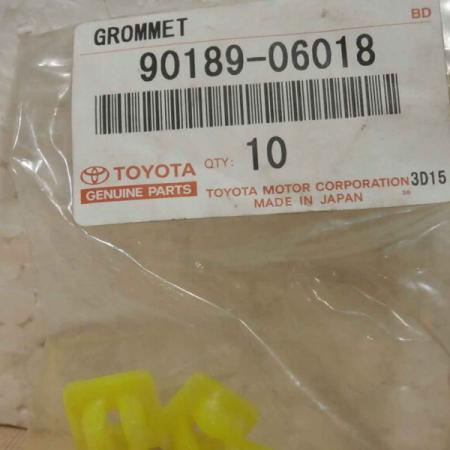 BD
GROMMET
90189-06018
TOYOTA QTY: 10
GENUINE PARTS
TOYOTA MOTOR CORPORATION 3D15
MADE IN JAPAN